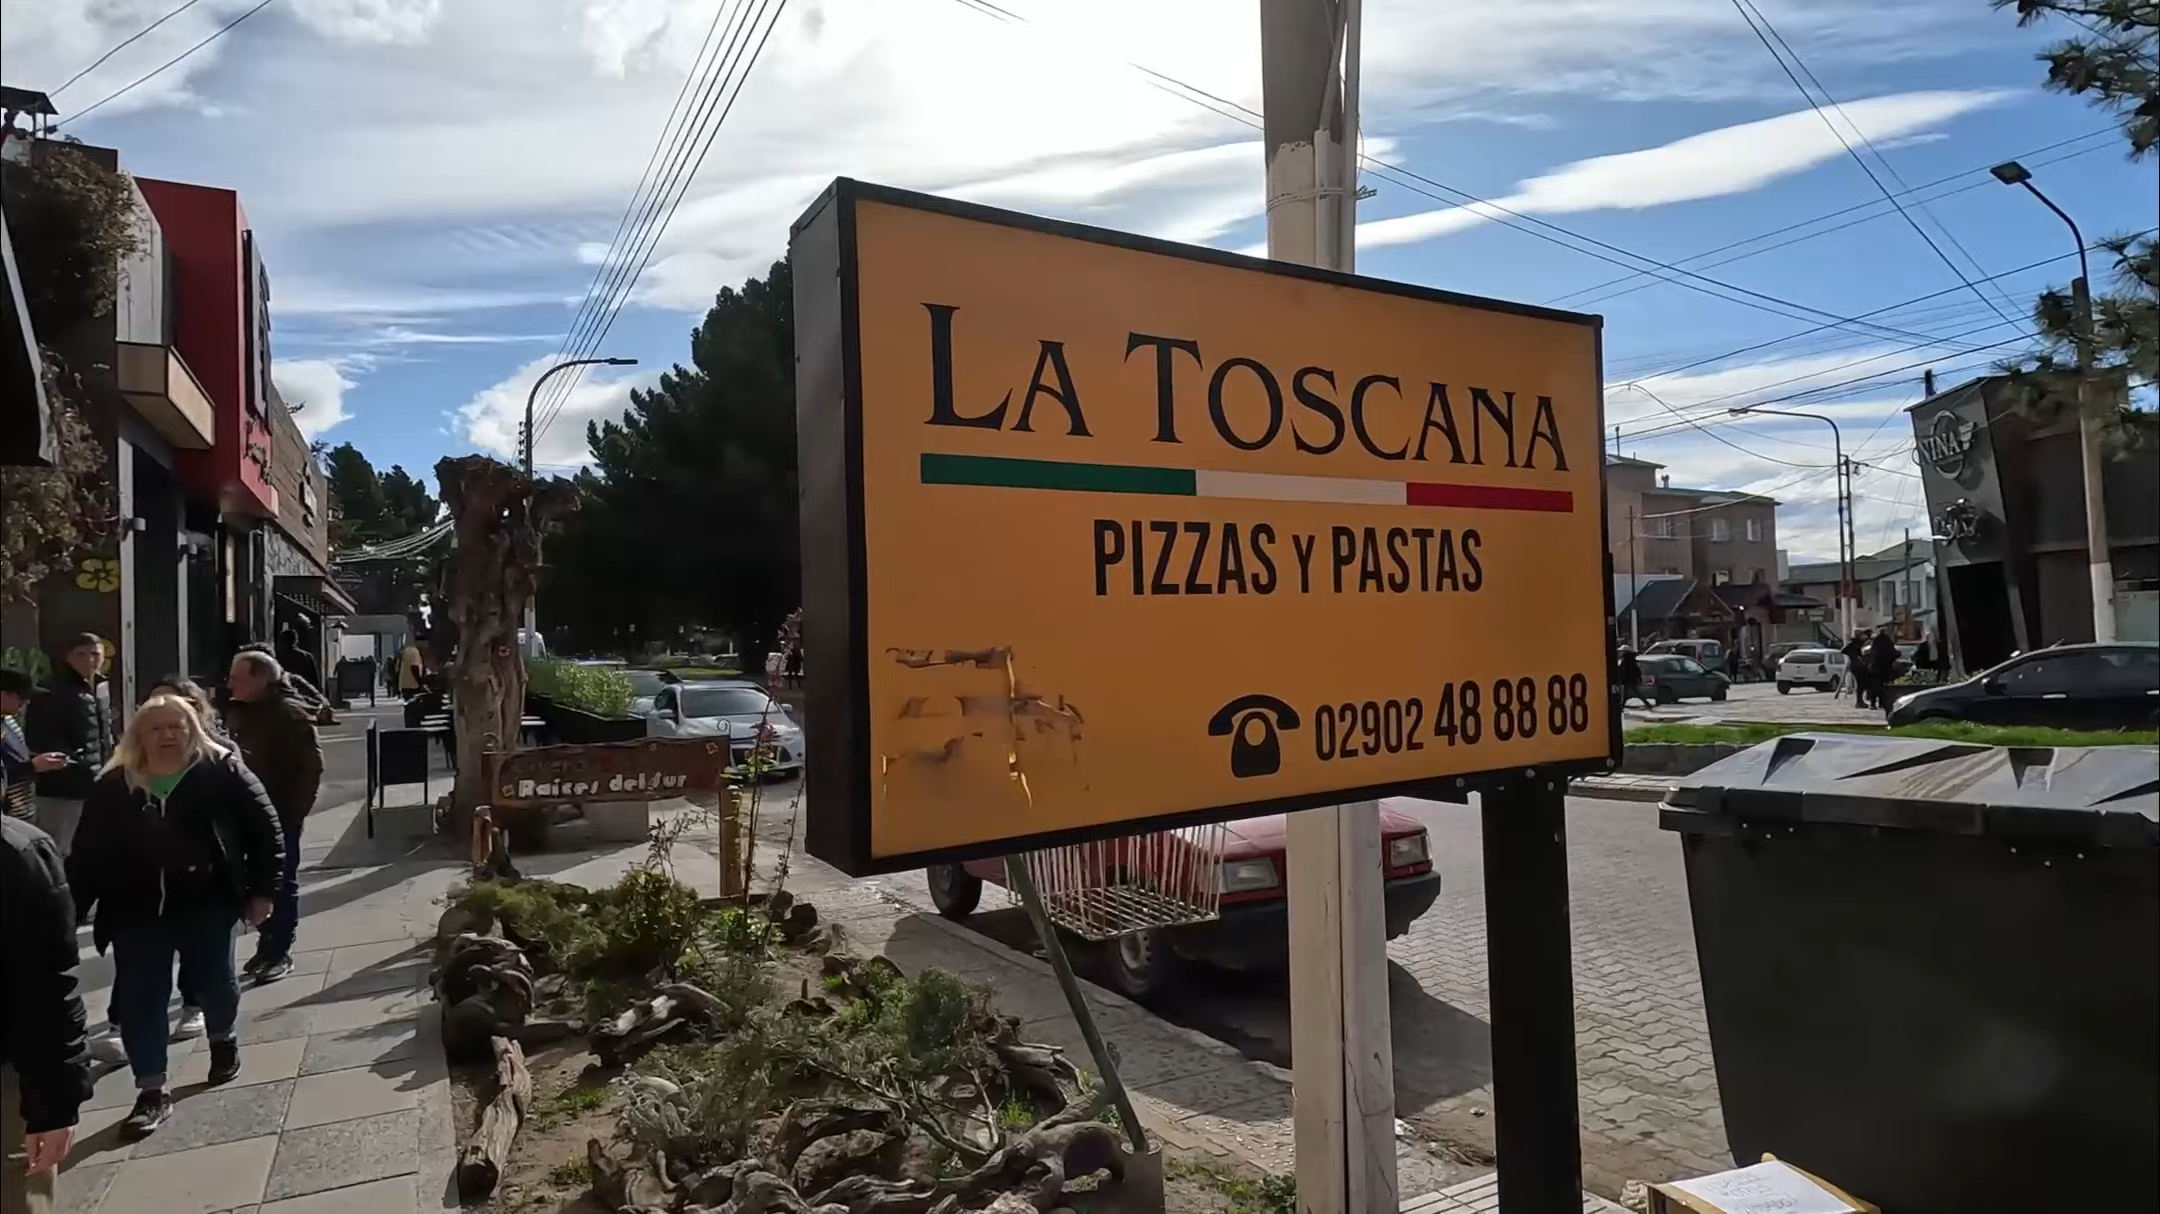 LA TOSCANA
PIZZAS Y PASTAS
02902 48 88 88
Raices del Sur
NINA